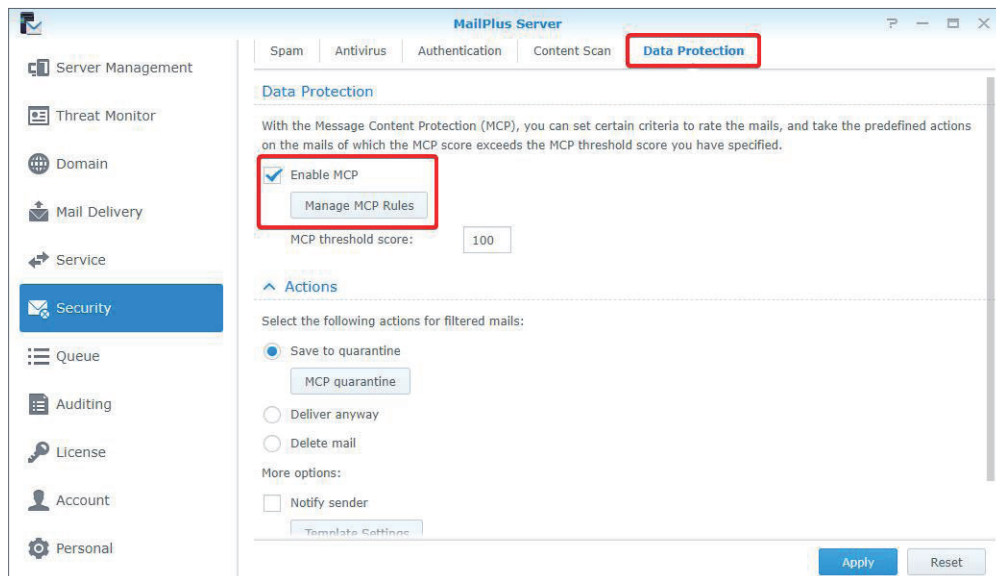 MailPlus Server
Server Management
Threat Monitor
Domain
Mail Delivery
Service
Security
Queue
Auditing
License
Account
Personal
Spam Antivirus Authentication Content Scan Data Protection
Data Protection
With the Message Content Protection (MCP), you can set certain criteria to rate the mails, and take the predefined actions
on the mails of which the MCP score exceeds the MCP threshold score you have specified.
Enable MCP
Manage MCP Rules
MCP threshold score: 100
Actions
Select the following actions for filtered mails:
Save to quarantine
MCP quarantine
Deliver anyway
Delete mail
More options:
Notify sender
Template Settings
Apply Reset